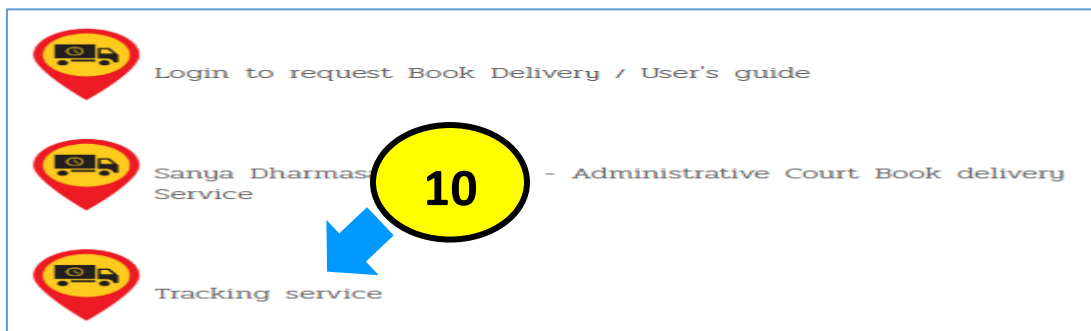 Login to request Book Delivery / User's guide
Sanya Dharmas
10
- Administrative Court Book delivery
Service
Tracking service